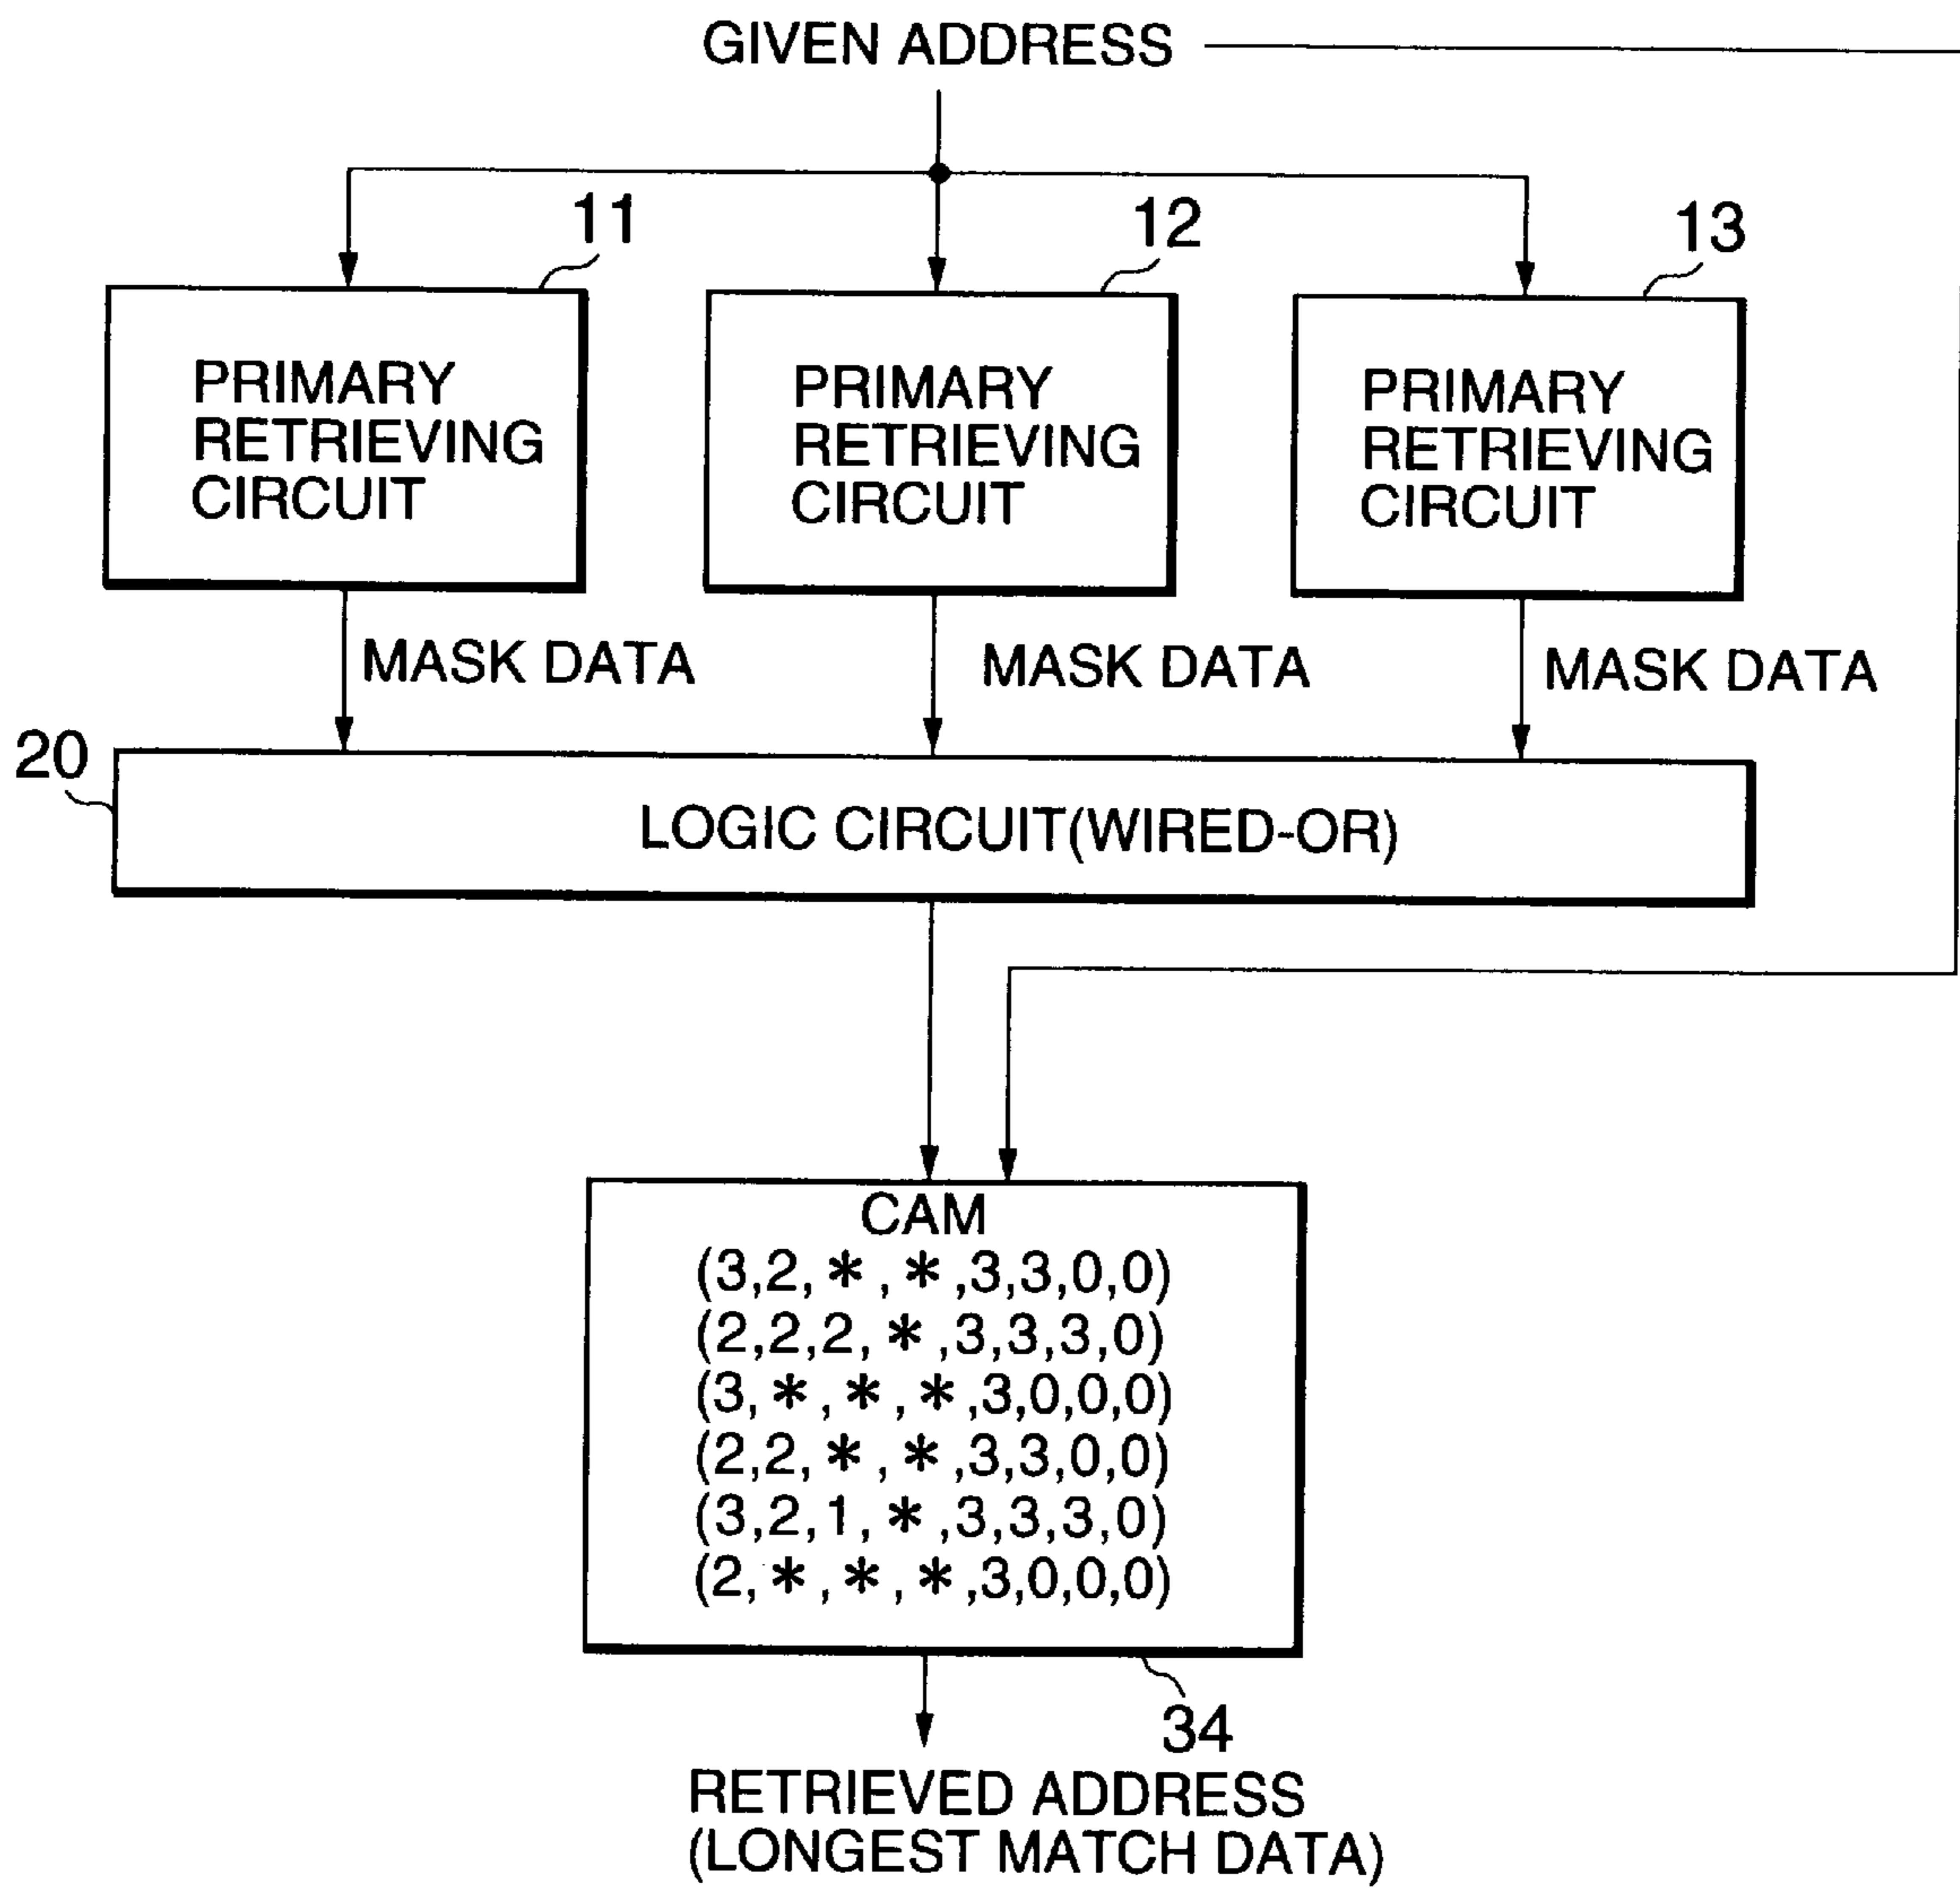 GIVEN ADDRESS
11
12
13
PRIMARY
RETRIEVING
CIRCUIT
PRIMARY
RETRIEVING
CIRCUIT
PRIMARY
RETRIEVING
CIRCUIT
MASK DATA
MASK DATA
MASK DATA
20
LOGIC CIRCUIT(WIRED-OR)
CAM
(3,2,*,*,3,3,0,0)
(2,2,2,*,3,3,3,0)
(3,*,*,*,3,0,0,0)
(2,2,*,*,3,3,0,0)
(3,2,1,*,3,3,3,0)
(2,*,*,*,3,0,0,0)
34
RETRIEVED ADDRESS
(LONGEST MATCH DATA)